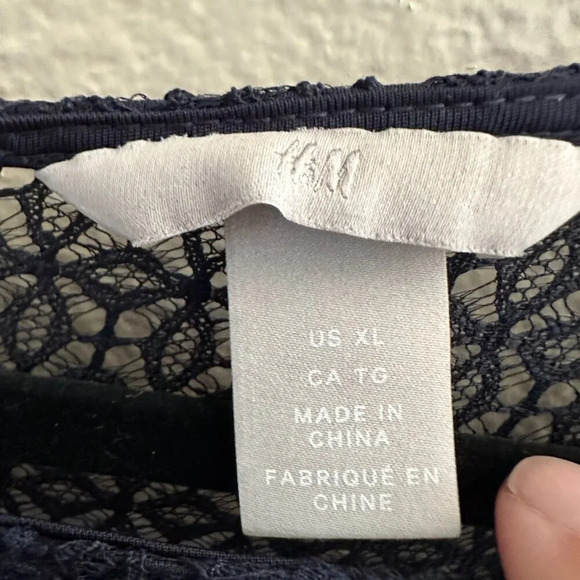 H&M
US XL
CA TG
MADE IN
CHINA
FABRIQUÉ EN
CHINE